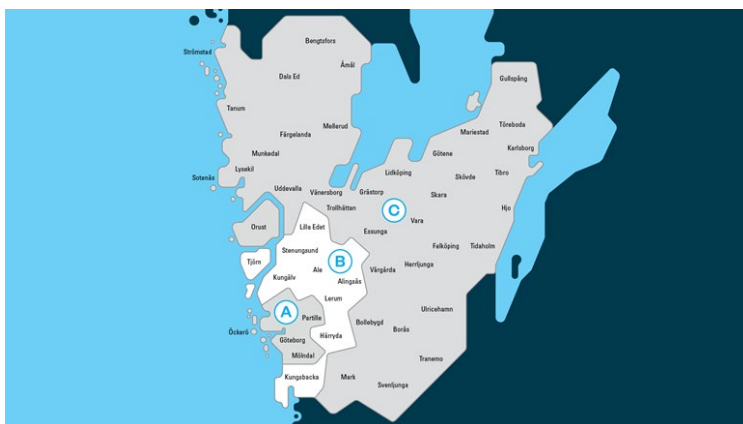 Bengtsfors
Strömstad
Åmål
Dals Ed
Gullspång
Tanum
Mellerud
Töreboda
Färgelanda
Mariestad
Karlsborg
Munkedal
Götene
Lysekil
Lidköping
Tibro
Sotenäs
Skövde
Uddevalla
Vänersborg
Grästorp
Skara
Trollhättan
C
Hjo
Vara
Orust
Lilla Edet
Essunga
Stenungsund
Falköping
Tidaholm
Tjörn
B
Ale
Vårgårda
Herrljunga
Kungälv
Alingsås
Lerum
A
Partille
Ulricehamn
Öckerö
Bollebygd
Borås
Göteborg
Härryda
Mölndal
Tranemo
Kungsbacka
Mark
Svenljunga